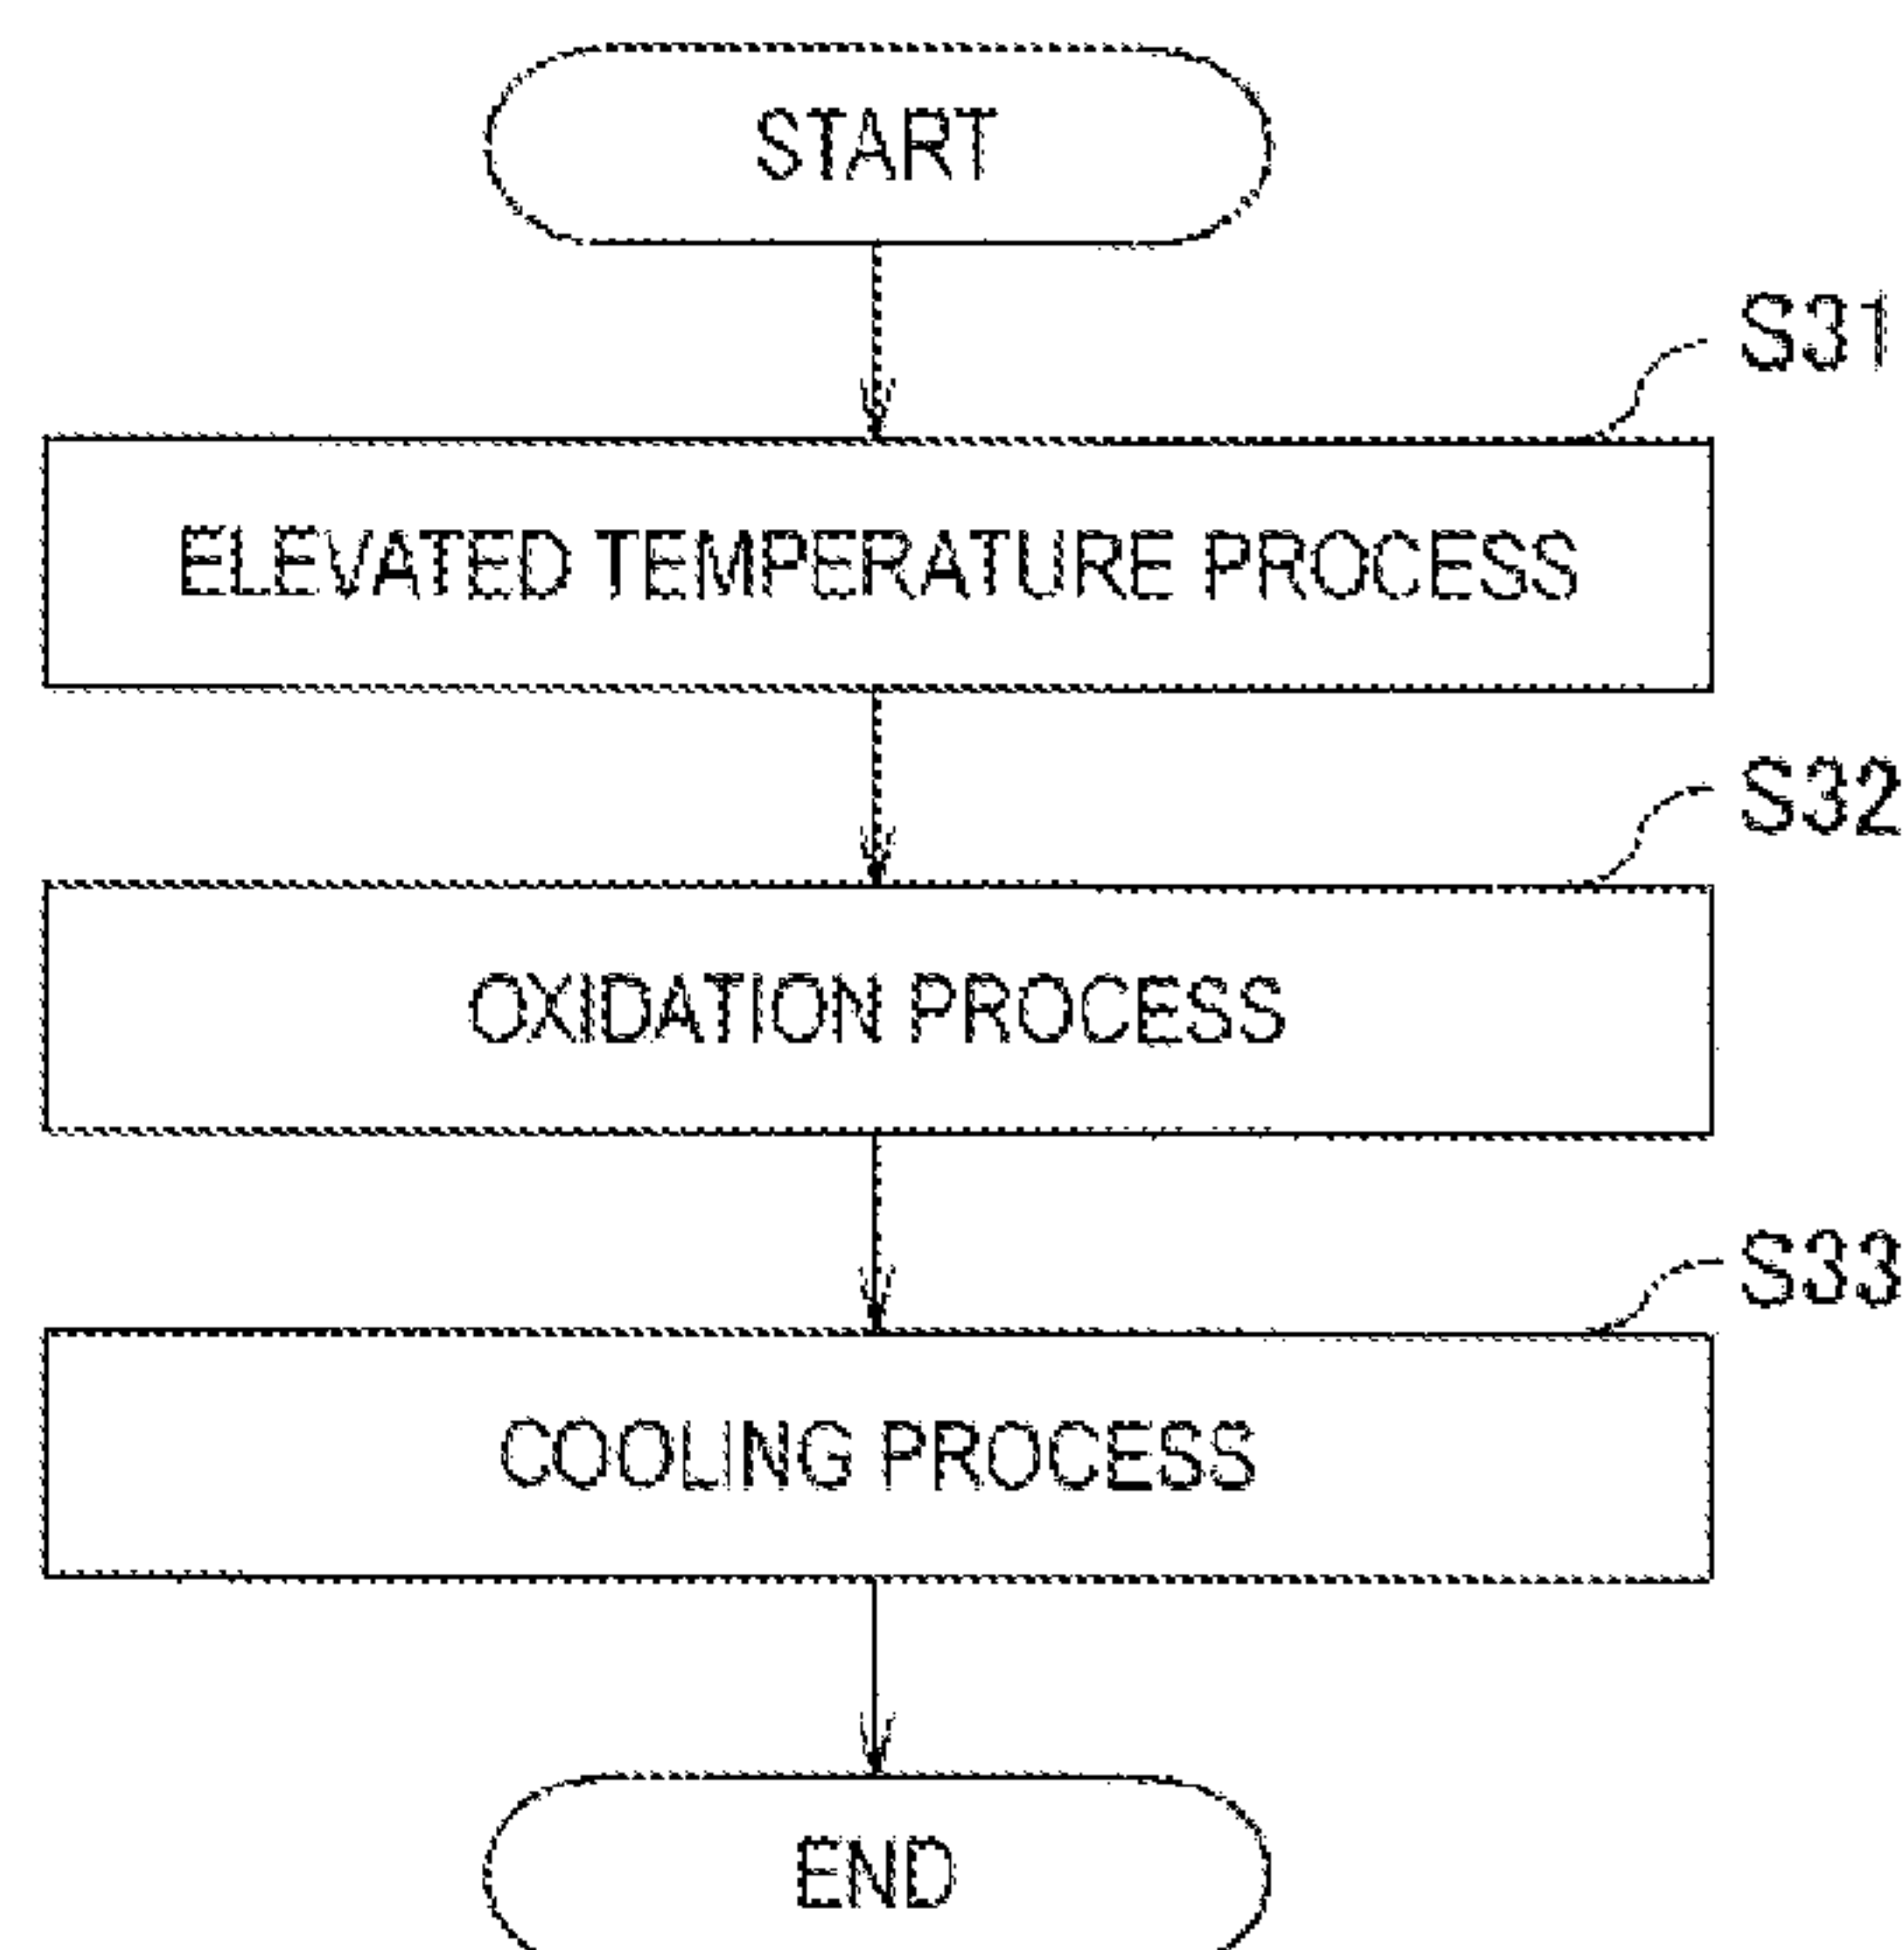 START
S31
ELEVATED TEMPERATURE PROCESS
S32
OXIDATION PROCESS
S33
COOLING PROCESS
END